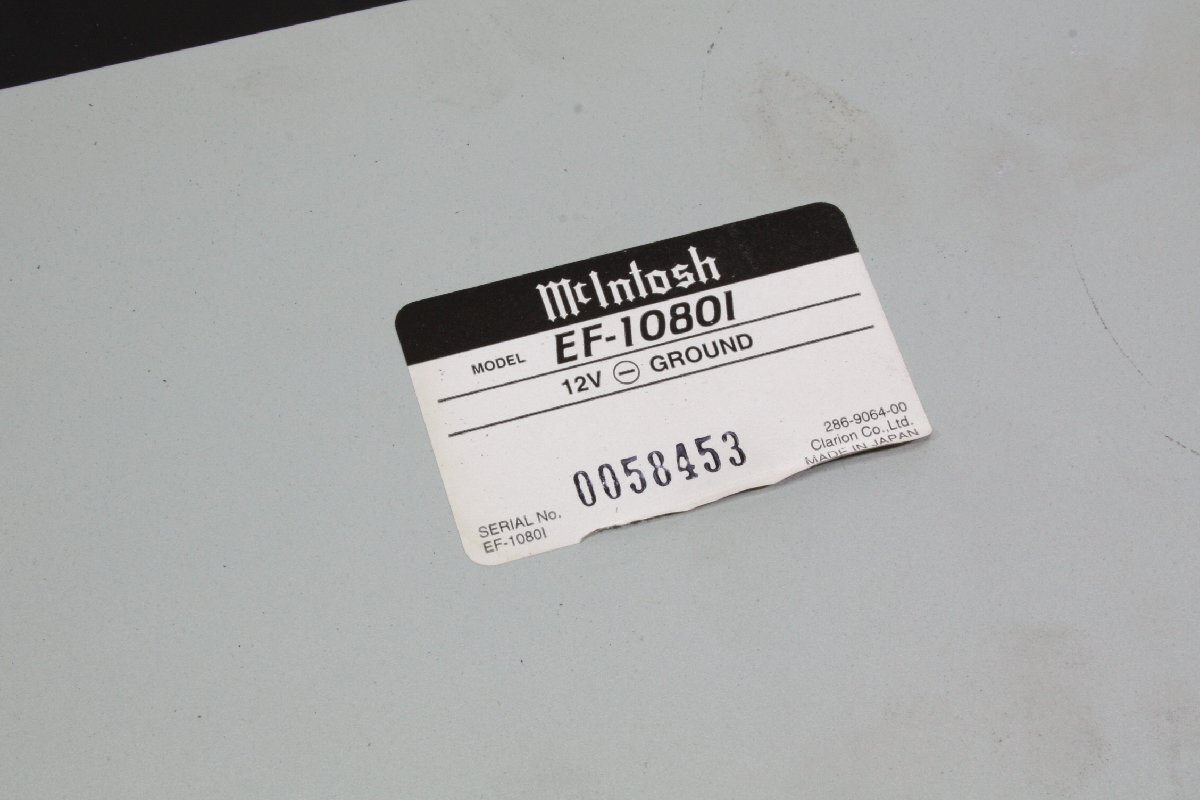 McIntosh
MODEL EF-1080I
12V ⊖ GROUND
0058453
SERIAL No.
EF-1080I
286-9064-00
Clarion Co.,Ltd.
MADE IN JAPAN